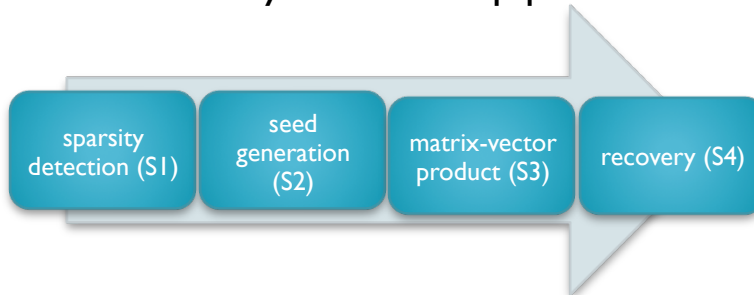 sparsity
detection (S1)
seed
generation
(S2)
matrix-vector
product (S3)
recovery (S4)